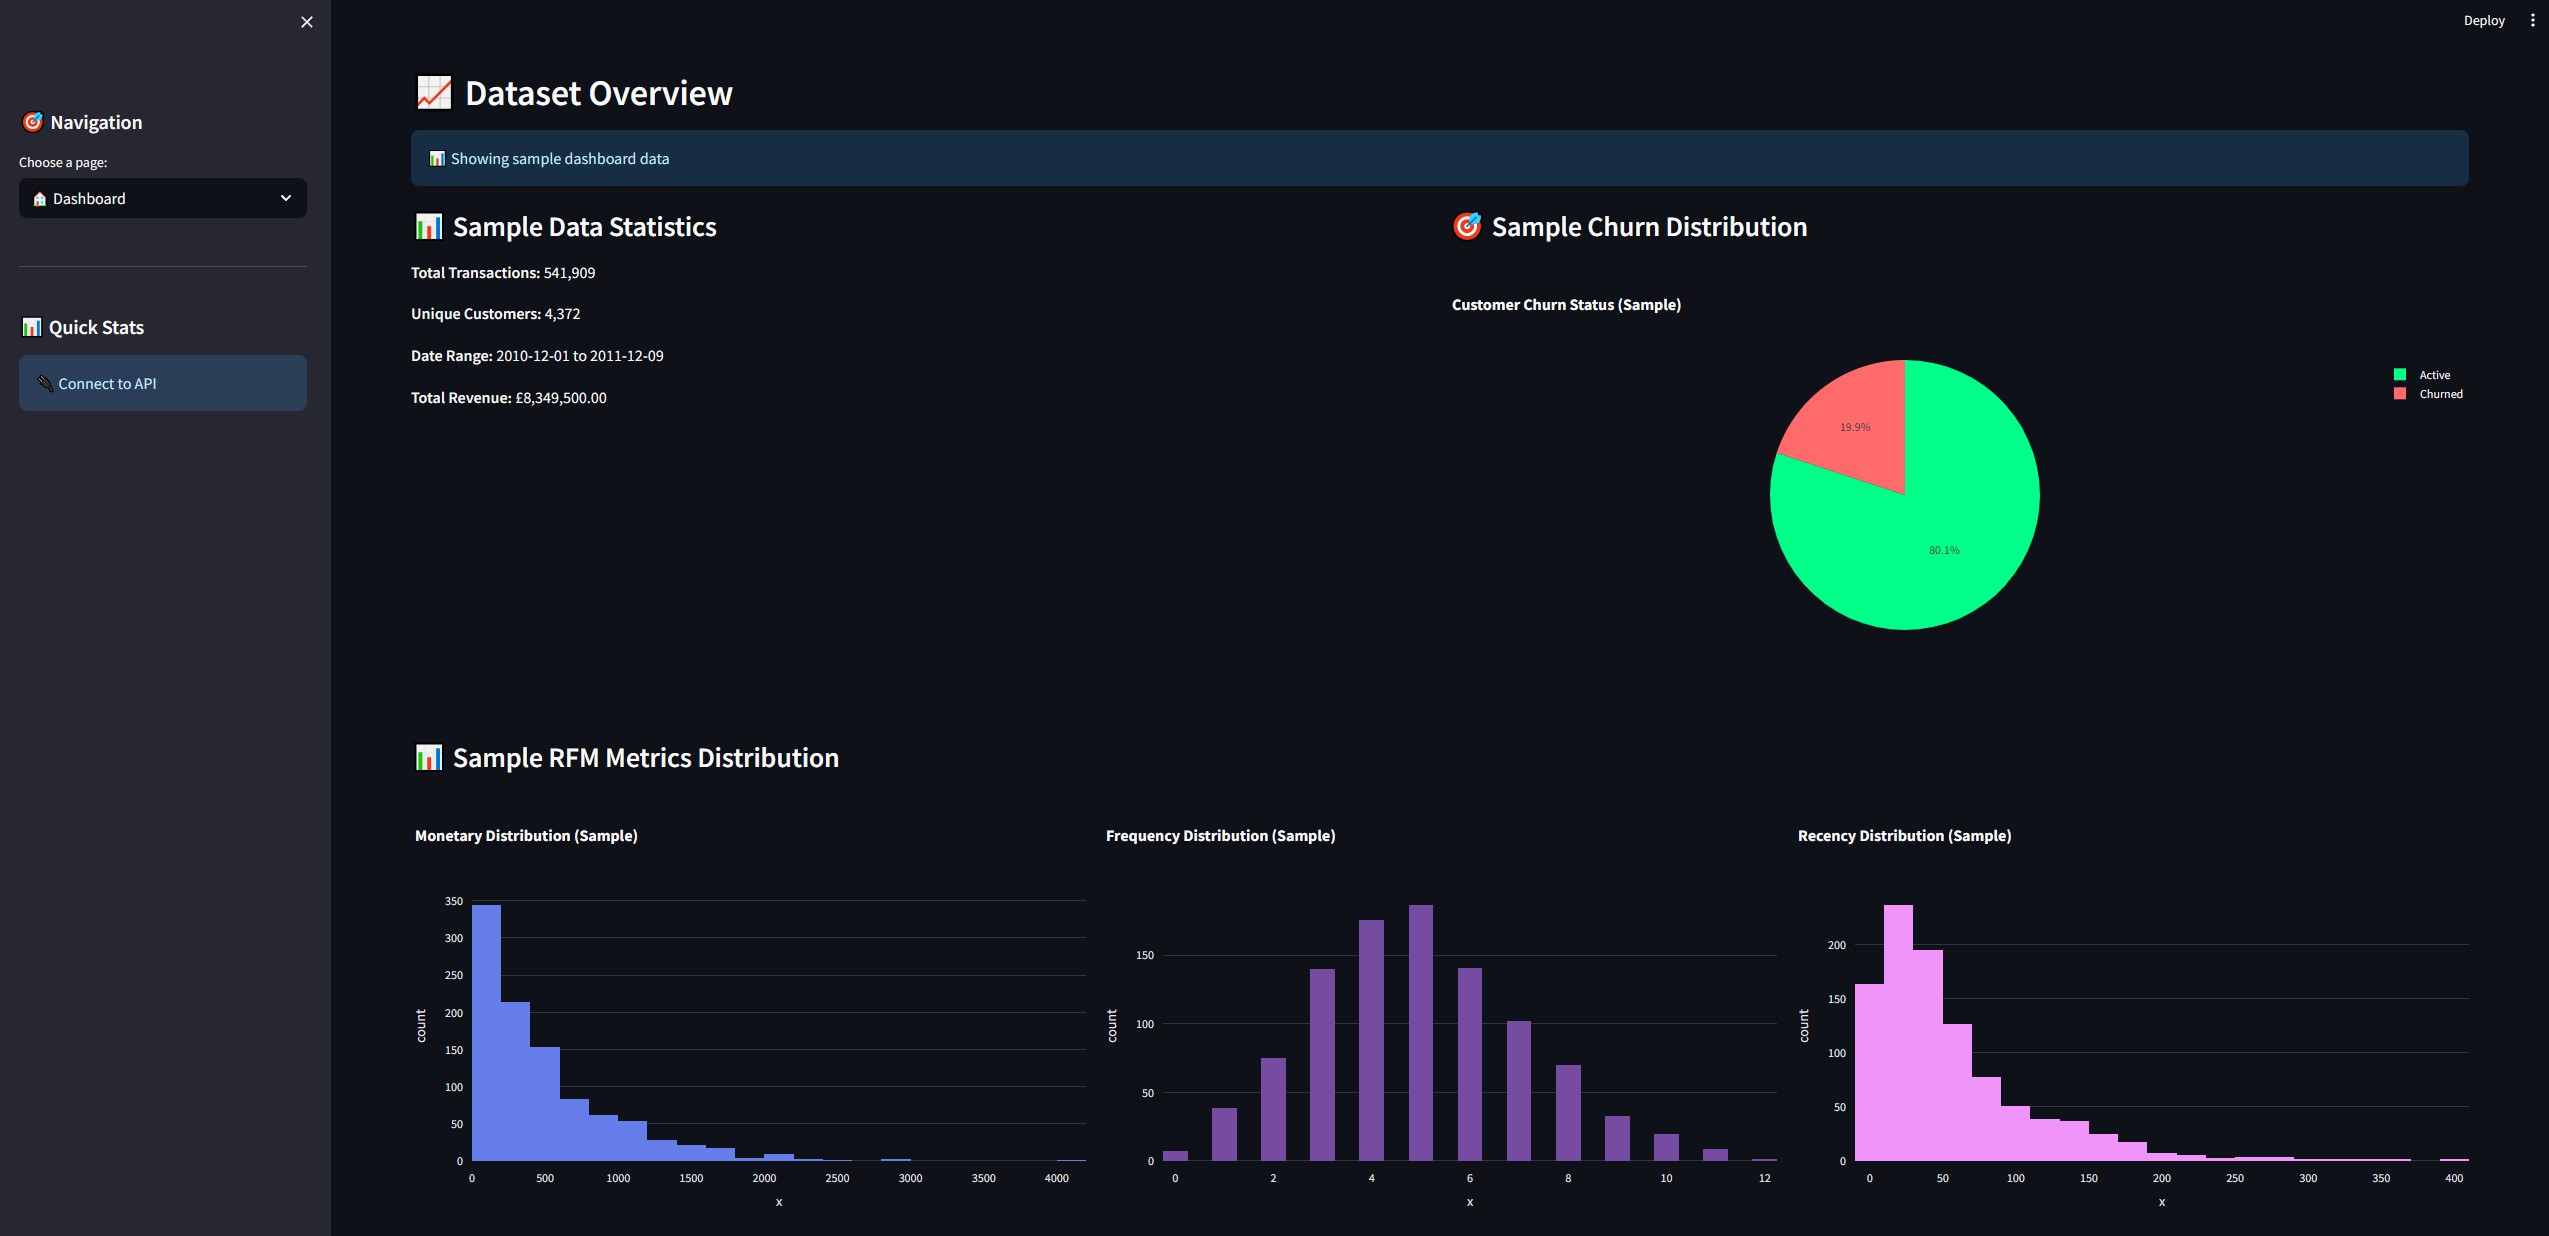 Deploy
Navigation
Choose a page:
Dashboard
Quick Stats
Connect to API
Dataset Overview
Showing sample dashboard data
Sample Data Statistics
Total Transactions: 541,909
Unique Customers: 4,372
Date Range: 2010-12-01 to 2011-12-09
Total Revenue: £8,349,500.00
Sample Churn Distribution
Customer Churn Status (Sample)
Active
Churned
19.9%
80.1%
Sample RFM Metrics Distribution
Monetary Distribution (Sample)
350
300
250
200
150
100
50
0
count
0 500 1000 1500 2000 2500 3000 3500 4000
x
Frequency Distribution (Sample)
150
100
50
0
count
0 2 4 6 8 10 12
x
Recency Distribution (Sample)
200
150
100
50
0
count
0 50 100 150 200 250 300 350 400
x